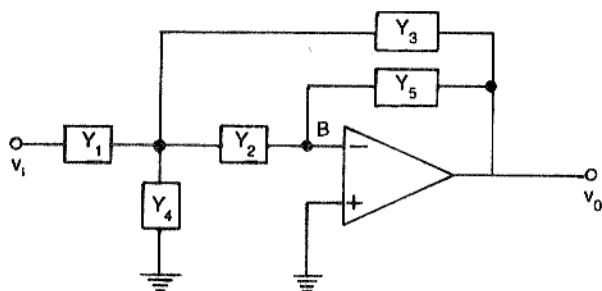 Y₃
Y₅
B
Y₁
Y₂
−
vᵢ
Y₄
+
v₀